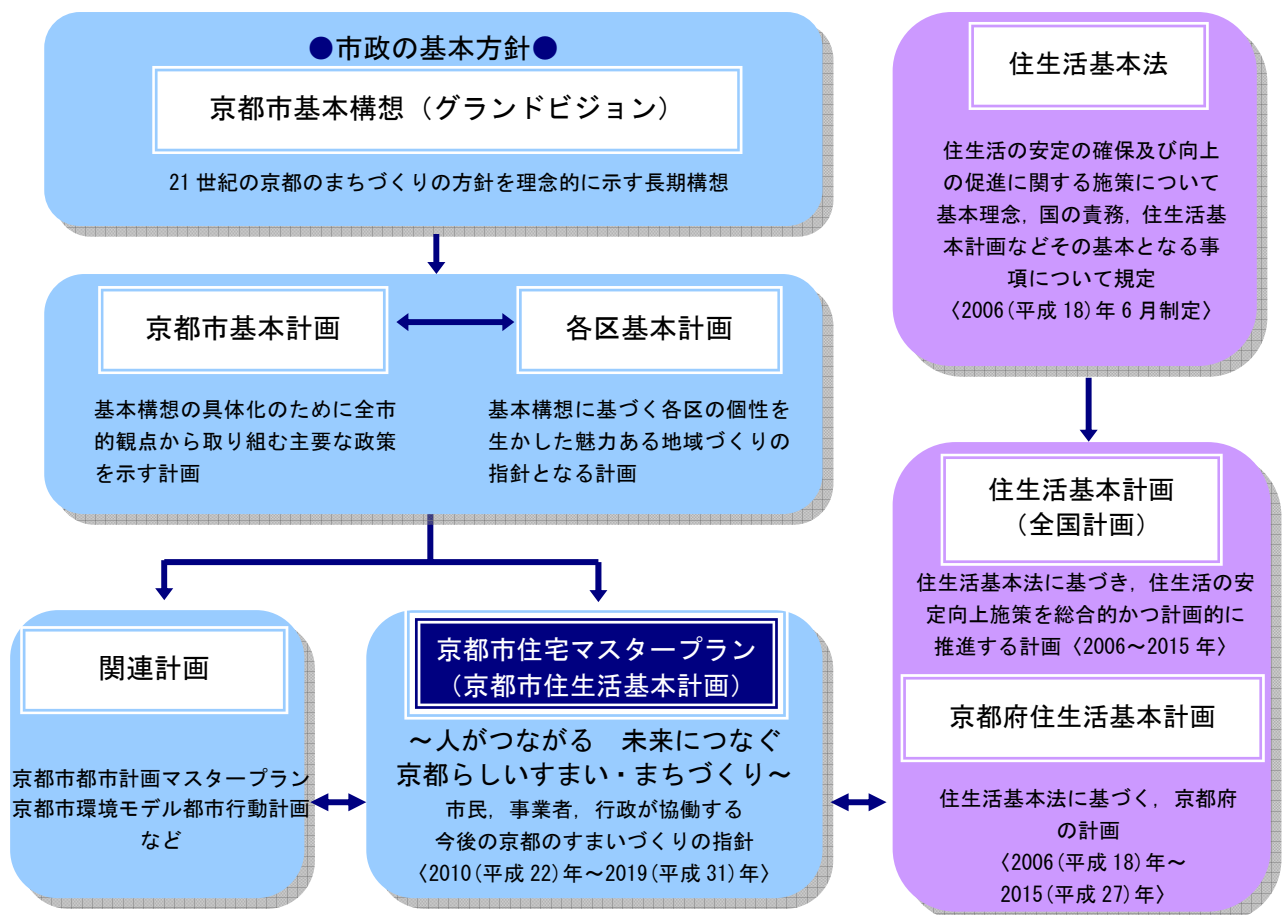 ●市政の基本方針●
京都市基本構想（グランドビジョン）
21世紀の京都のまちづくりの方針を理念的に示す長期構想
京都市基本計画
基本構想の具体化のために全市
的観点から取り組む主要な政策
を示す計画
各区基本計画
基本構想に基づく各区の個性を
生かした魅力ある地域づくりの
指針となる計画
関連計画
京都市都市計画マスタープラン
京都市環境モデル都市行動計画
など
京都市住宅マスタープラン
（京都市住生活基本計画）
～人がつながる　未来につなぐ
京都らしいすまい・まちづくり～
市民，事業者，行政が協働する
今後の京都のすまいづくりの指針
〈2010(平成22)年～2019(平成31)年〉
住生活基本法
住生活の安定の確保及び向上
の促進に関する施策について
基本理念，国の責務，住生活基
本計画などその基本となる事
項について規定
〈2006(平成18)年6月制定〉
住生活基本計画
（全国計画）
住生活基本法に基づき，住生活の安
定向上施策を総合的かつ計画的に
推進する計画〈2006～2015年〉
京都府住生活基本計画
住生活基本法に基づく，京都府
の計画
〈2006(平成18)年～
2015(平成27)年〉